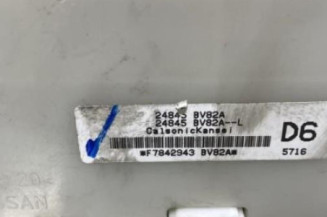 24845 BV82A
24845 BV82A--L
CalsonicKansei
D6
*F7842943 BV82A*
5716